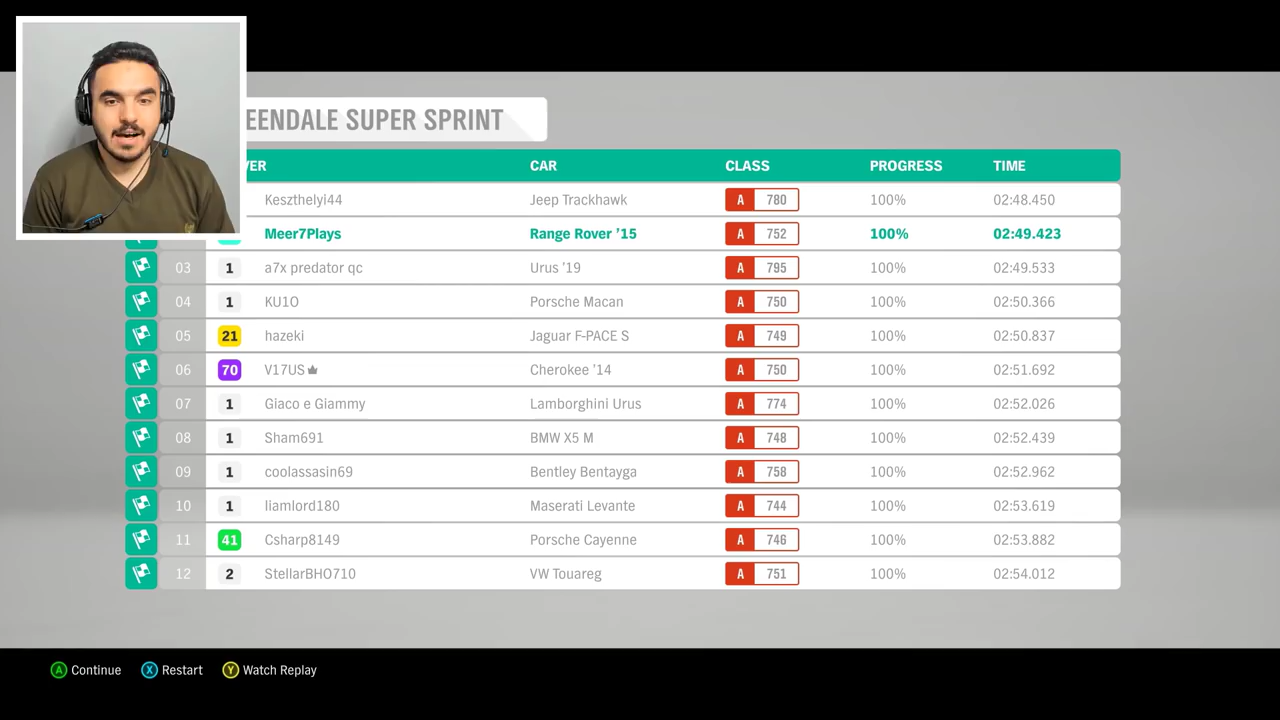 EENDALE SUPER SPRINT
VER CAR CLASS PROGRESS TIME
Keszthelyi44 Jeep Trackhawk A 780 100% 02:48.450
Meer7Plays Range Rover ’15 A 752 100% 02:49.423
03 1 a7x predator qc Urus ’19 A 795 100% 02:49.533
04 1 KU1O Porsche Macan A 750 100% 02:50.366
05 21 hazeki Jaguar F-PACE S A 749 100% 02:50.837
06 70 V17US Cherokee ’14 A 750 100% 02:51.692
07 1 Giaco e Giammy Lamborghini Urus A 774 100% 02:52.026
08 1 Sham691 BMW X5 M A 748 100% 02:52.439
09 1 coolassasin69 Bentley Bentayga A 758 100% 02:52.962
10 1 liamlord180 Maserati Levante A 744 100% 02:53.619
11 41 Csharp8149 Porsche Cayenne A 746 100% 02:53.882
12 2 StellarBHO710 VW Touareg A 751 100% 02:54.012
A Continue X Restart Y Watch Replay